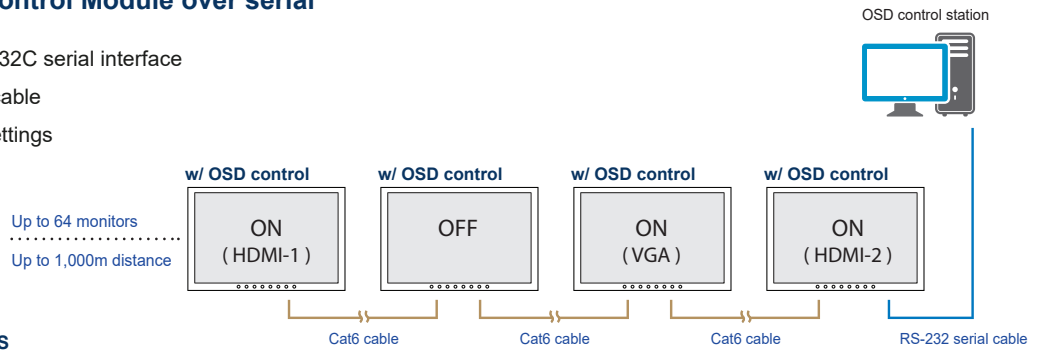 ontrol Module over serial
32C serial interface
able
ttings
OSD control station
w/ OSD control
w/ OSD control
w/ OSD control
w/ OSD control
Up to 64 monitors
Up to 1,000m distance
ON
( HDMI-1 )
OFF
ON
( VGA )
ON
( HDMI-2 )
Cat6 cable
Cat6 cable
Cat6 cable
RS-232 serial cable
s